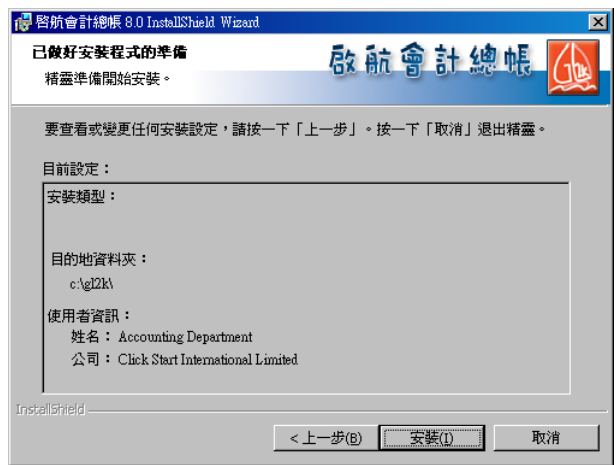 啓航會計總帳 8.0 InstallShield Wizard
已做好安裝程式的準備
精靈準備開始安裝。
啟航會計總帳
GL2k
要查看或變更任何安裝設定，請按一下「上一步」。按一下「取消」退出精靈。
目前設定：
安裝類型：
目的地資料夾：
c:\gl2k\
使用者資訊：
姓名： Accounting Department
公司： Click Start International Limited
InstallShield
<上一步(B)
安裝(I)
取消